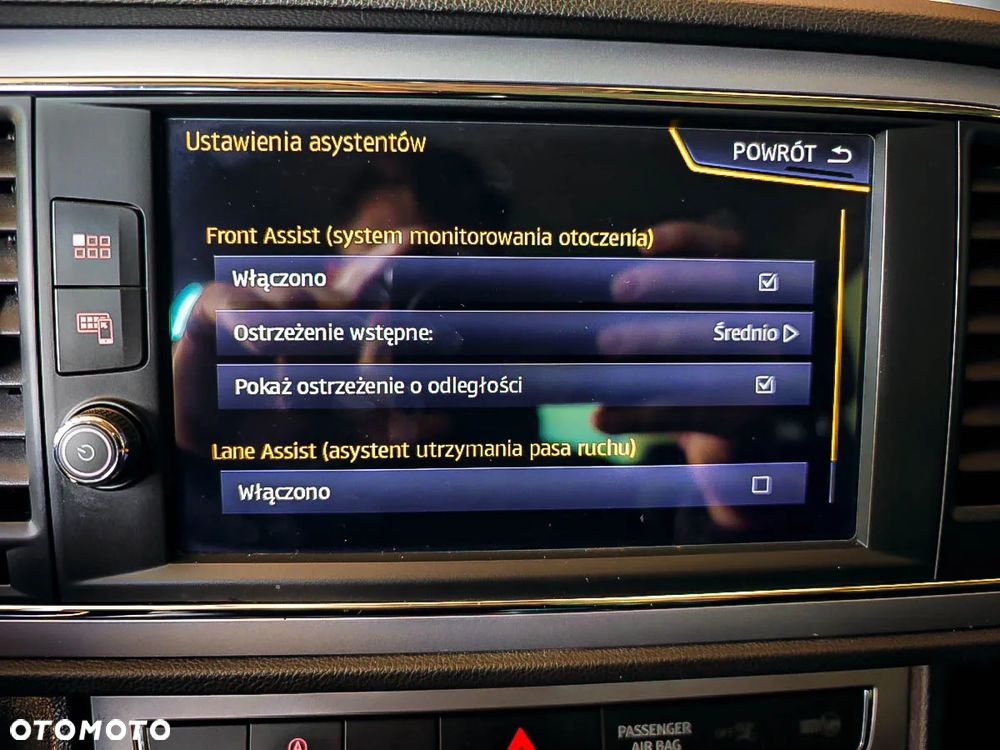 Ustawienia asystentów
POWRÓT
Front Assist (system monitorowania otoczenia)
Włączono
Ostrzeżenie wstępne: Średnio
Pokaż ostrzeżenie o odległości
Lane Assist (asystent utrzymania pasa ruchu)
Włączono
PASSENGER
AIR BAG
OTOMOTO